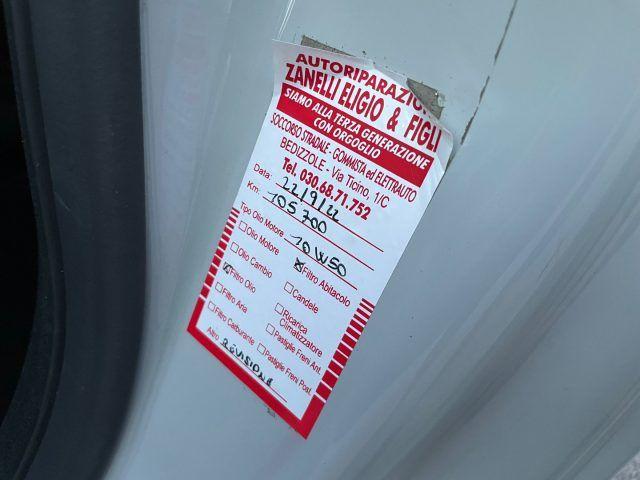 AUTORIPARAZIONI
ZANELLI ELIGIO & FIGLI
SIAMO ALLA TERZA GENERAZIONE
CON ORGOGLIO
SOCCORSO STRADALE - GOMMISTA ed ELETTRAUTO
BEDIZZOLE - Via Ticino, 1/C
Tel. 030.68.71.752
Data: 22/9/22
Km. 105700
Tipo Olio Motore 10W50
Olio Motore
Filtro Abitacolo
Olio Cambio
Candele
Filtro Olio
Ricarica
Climatizzatore
Filtro Aria
Pastiglie Freni Ant.
Filtro Carburante
Pastiglie Freni Post.
Altro REVISIONE